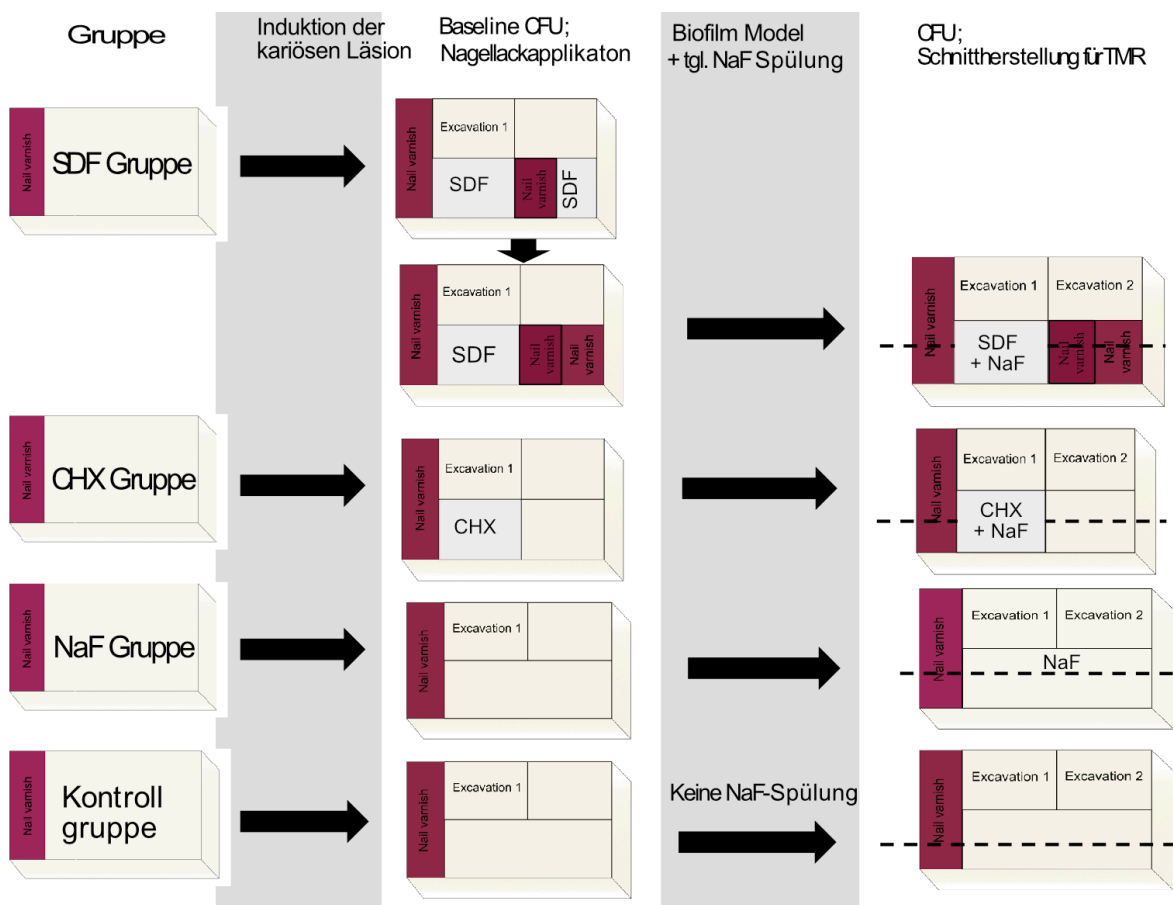 Gruppe
Induktion der
kariösen Läsion
Baseline CFU;
Nagellackapplikaton
Biofilm Model
+ tgl. NaF Spülung
CFU;
Schnittherstellung für TMR
Nail varnish
SDF Gruppe
Nail varnish
Excavation 1
SDF
Nail
varnish
SDF
Nail varnish
Excavation 1
SDF
Nail
varnish
Nail
varnish
Nail varnish
Excavation 1
Excavation 2
SDF
+ NaF
Nail
varnish
Nail
varnish
Nail varnish
CHX Gruppe
Nail varnish
Excavation 1
CHX
Nail varnish
Excavation 1
Excavation 2
CHX
+ NaF
Nail varnish
NaF Gruppe
Nail varnish
Excavation 1
Nail varnish
Excavation 1
Excavation 2
NaF
Nail varnish
Kontroll
gruppe
Nail varnish
Excavation 1
Keine NaF-Spülung
Nail varnish
Excavation 1
Excavation 2